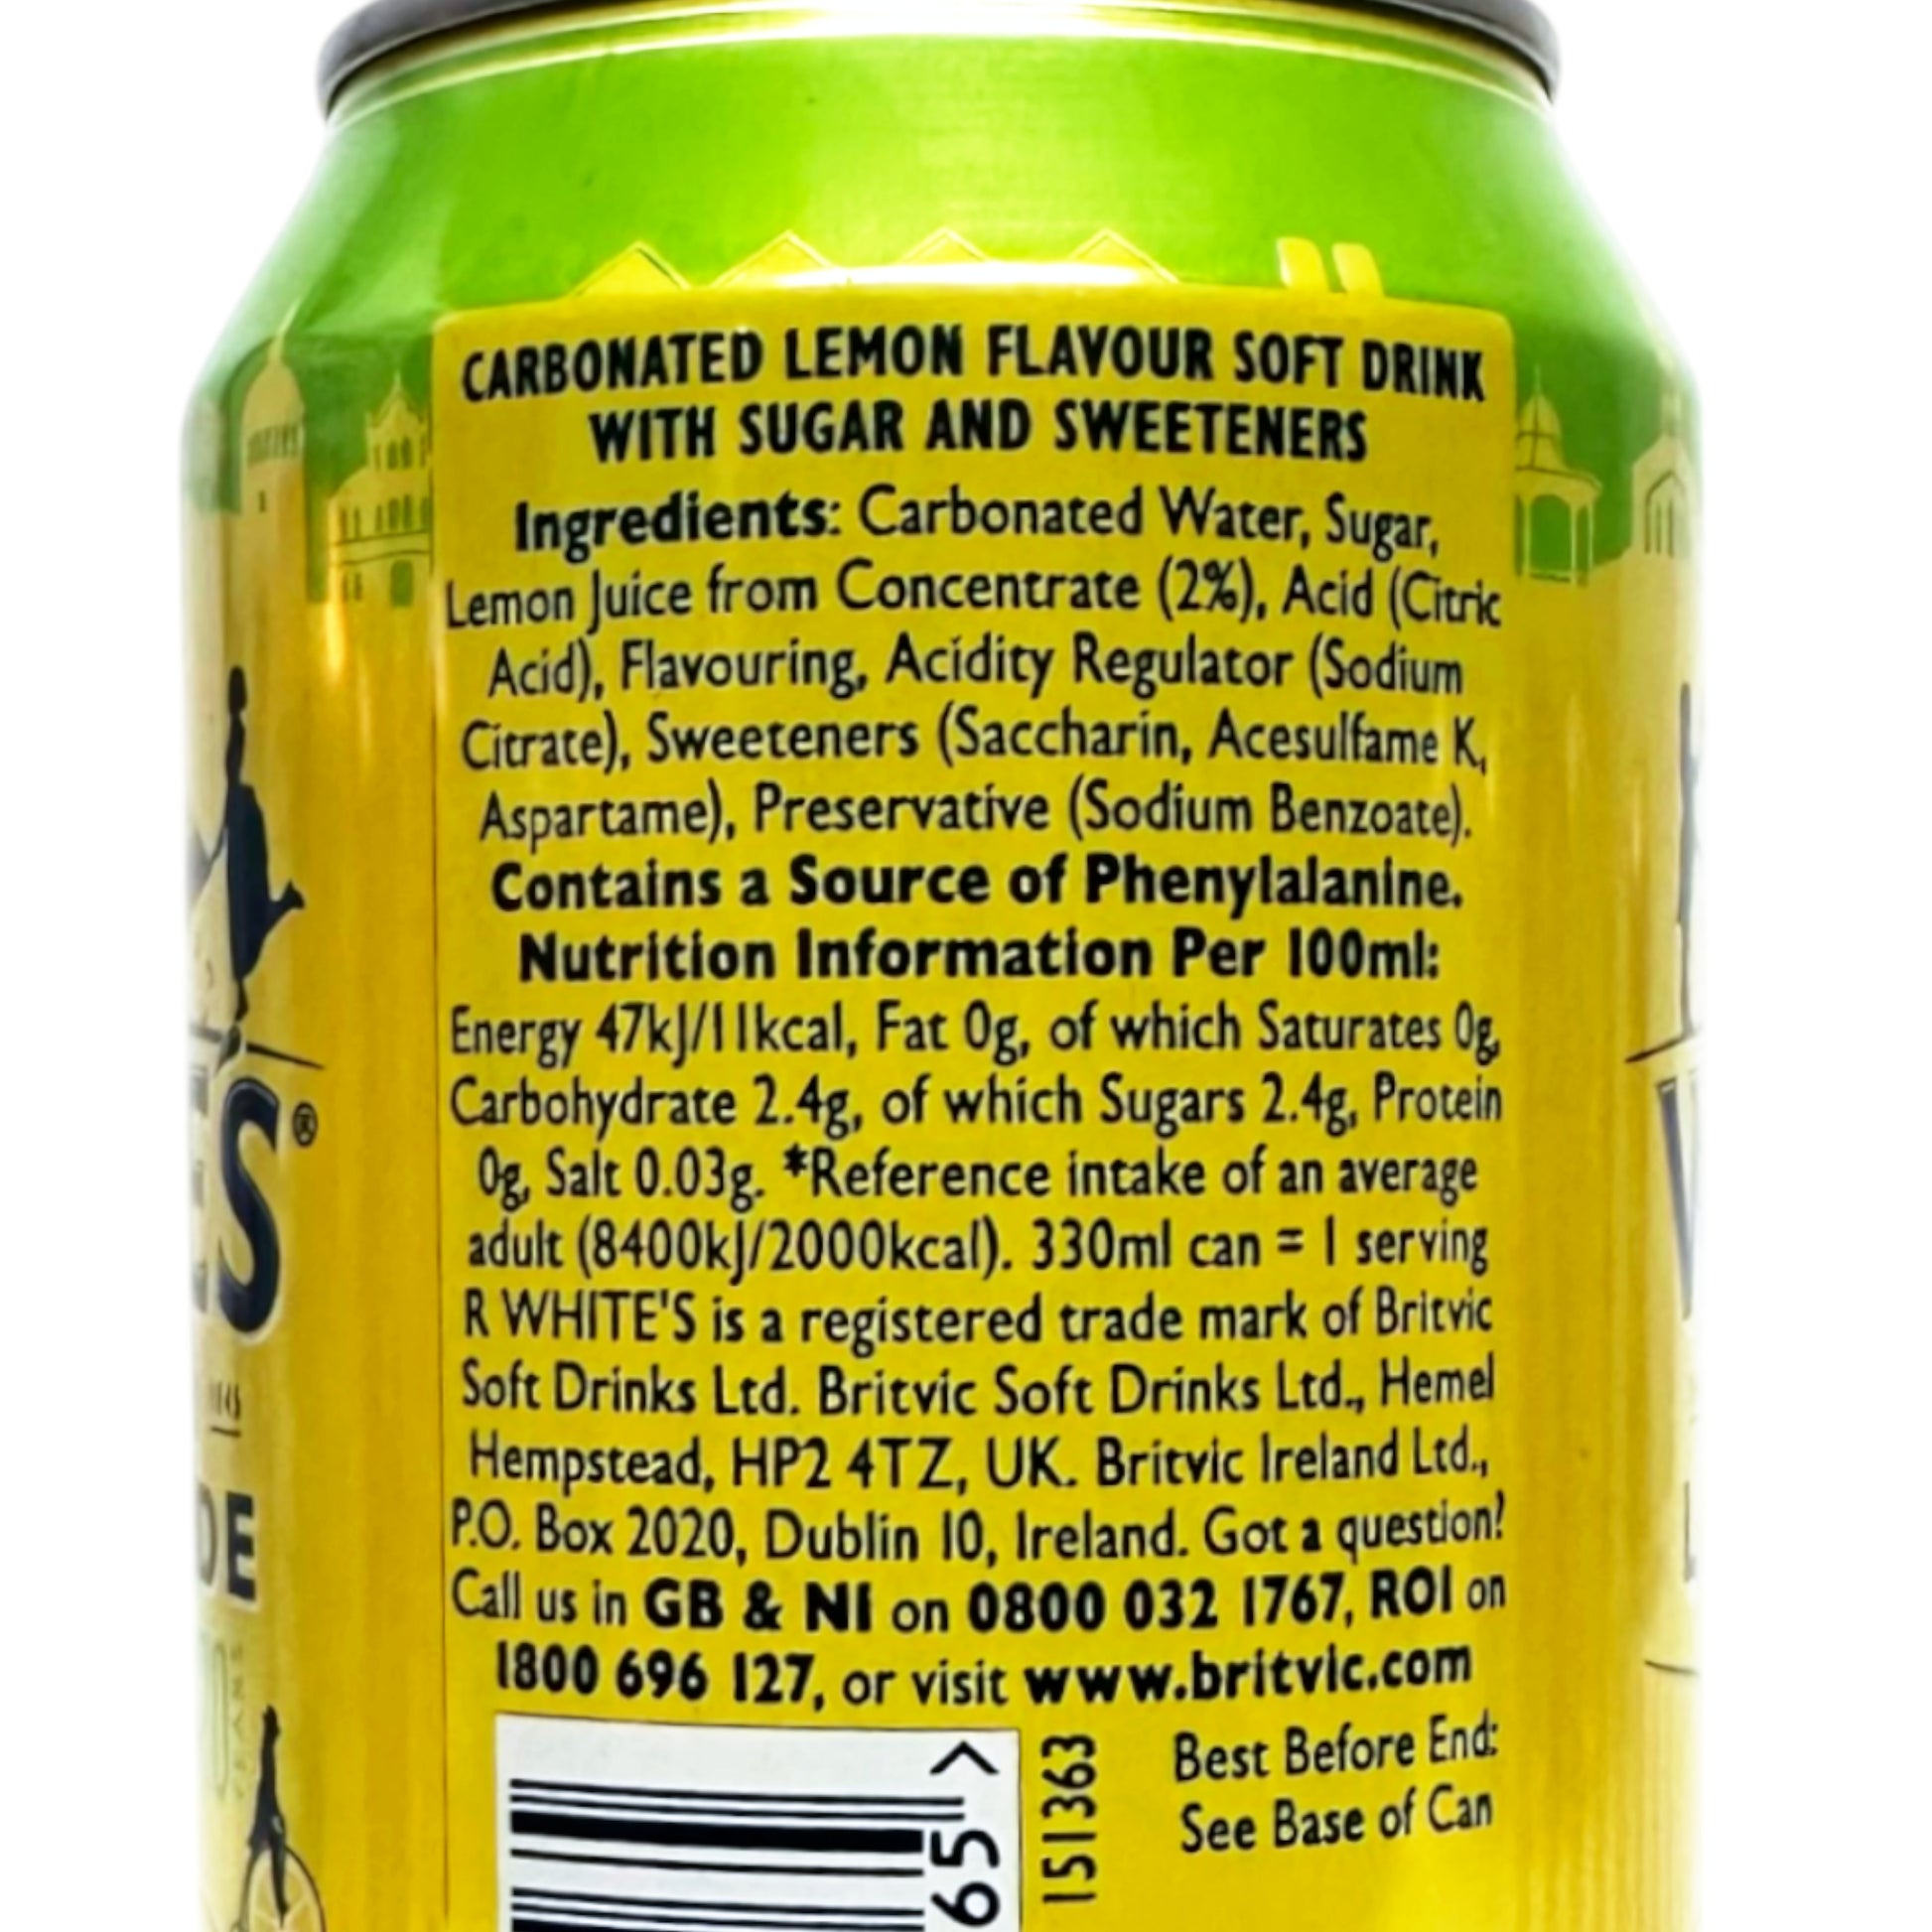 CARBONATED LEMON FLAVOUR SOFT DRINK
WITH SUGAR AND SWEETENERS
Ingredients: Carbonated Water, Sugar,
Lemon Juice from Concentrate (2%), Acid (Citric
Acid), Flavouring, Acidity Regulator (Sodium
Citrate), Sweeteners (Saccharin, Acesulfame K,
Aspartame), Preservative (Sodium Benzoate).
Contains a Source of Phenylalanine.
Nutrition Information Per 100ml:
Energy 47kJ/11kcal, Fat 0g, of which Saturates 0g,
Carbohydrate 2.4g, of which Sugars 2.4g, Protein
0g, Salt 0.03g. *Reference intake of an average
adult (8400kJ/2000kcal). 330ml can = 1 serving
R WHITE'S is a registered trade mark of Britvic
Soft Drinks Ltd. Britvic Soft Drinks Ltd., Hemel
Hempstead, HP2 4TZ, UK. Britvic Ireland Ltd.,
P.O. Box 2020, Dublin 10, Ireland. Got a question?
Call us in GB & NI on 0800 032 1767, ROI on
1800 696 127, or visit www.britvic.com
Best Before End:
See Base of Can
151363
65 >
ES®
DE